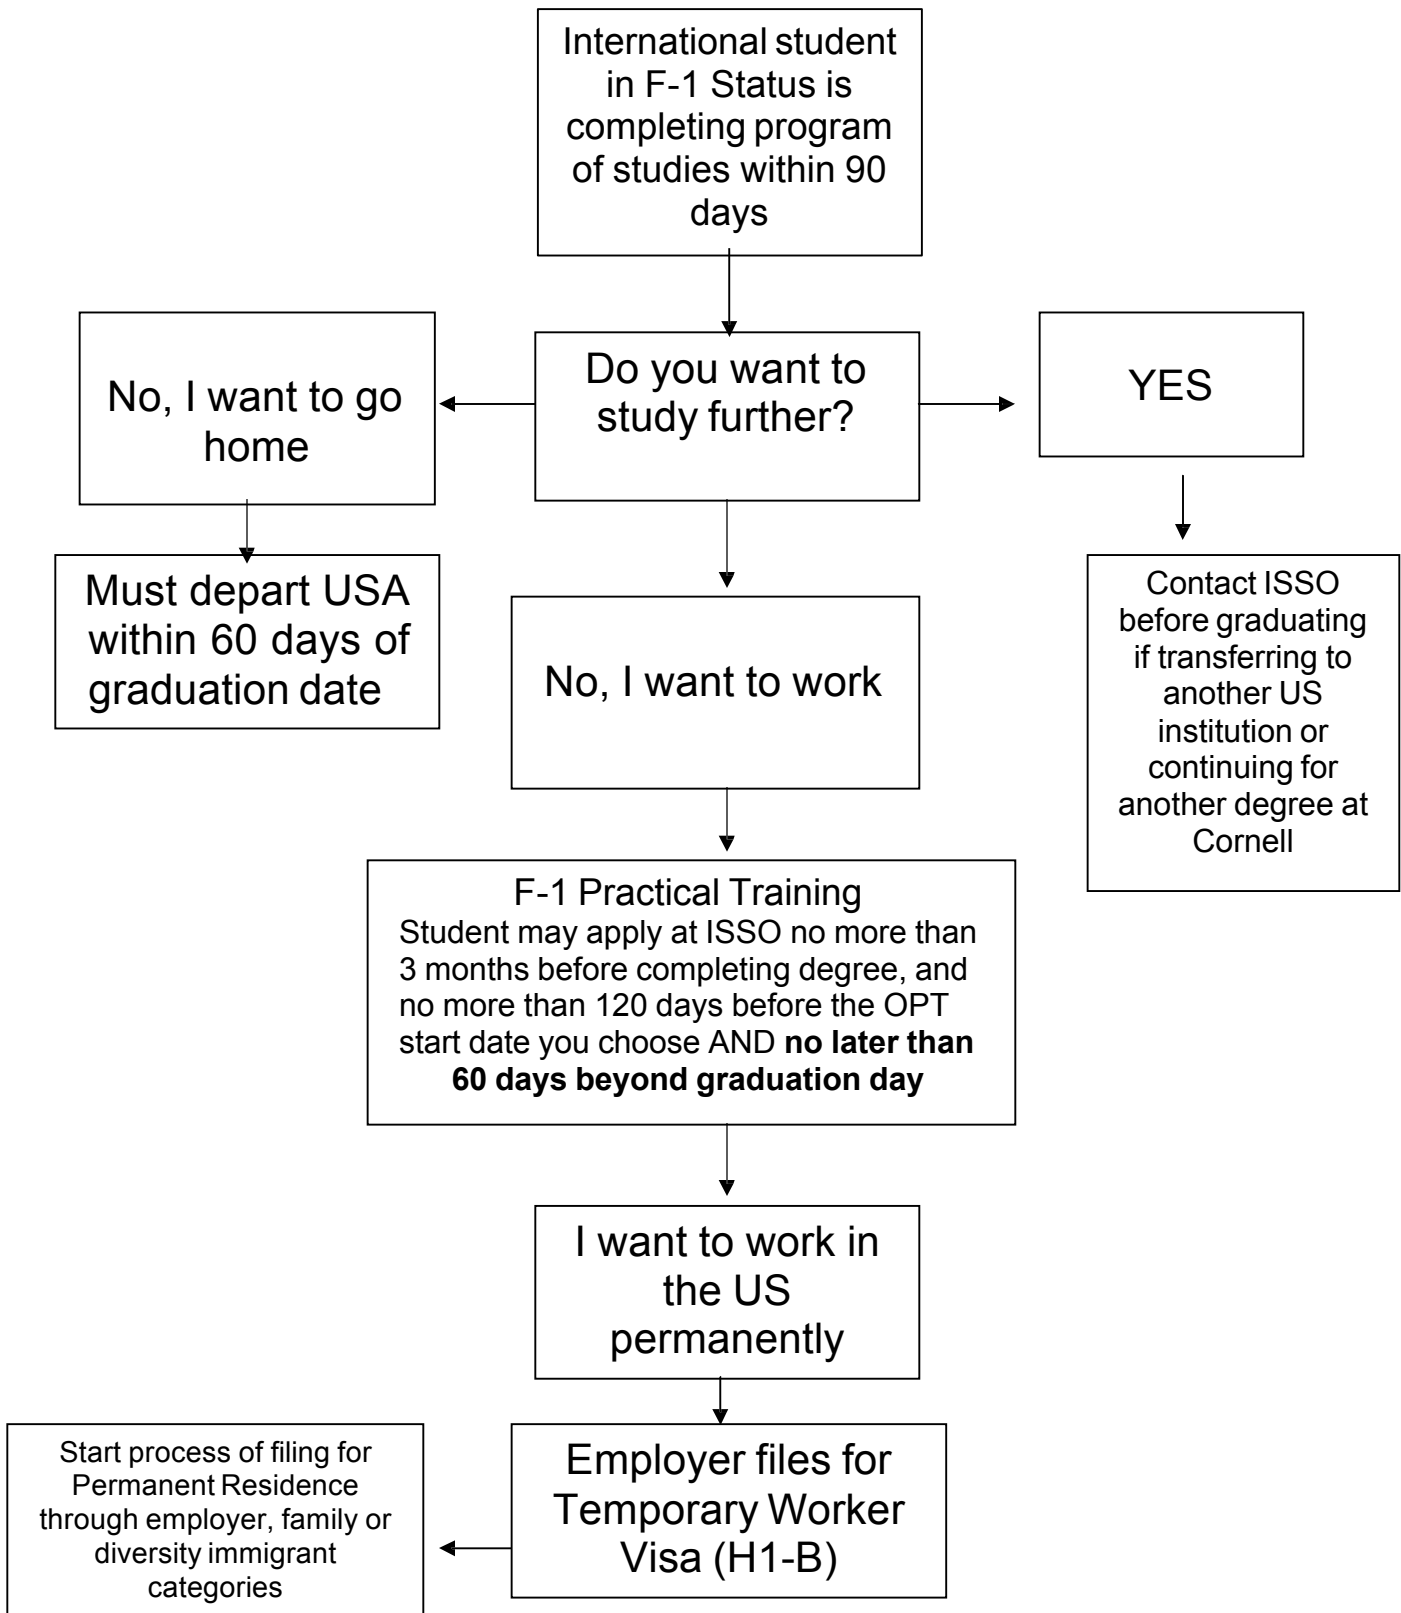 International student
in F-1 Status is
completing program
of studies within 90
days
No, I want to go
home
Do you want to
study further?
YES
Must depart USA
within 60 days of
graduation date
No, I want to work
Contact ISSO
before graduating
if transferring to
another US
institution or
continuing for
another degree at
Cornell
F-1 Practical Training
Student may apply at ISSO no more than
3 months before completing degree, and
no more than 120 days before the OPT
start date you choose AND no later than
60 days beyond graduation day
I want to work in
the US
permanently
Employer files for
Temporary Worker
Visa (H1-B)
Start process of filing for
Permanent Residence
through employer, family or
diversity immigrant
categories